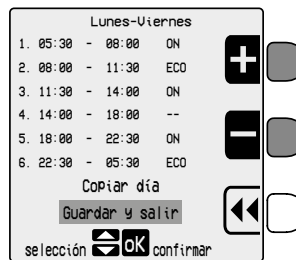 Lunes-Viernes
1. 05:30 - 08:00 ON
2. 08:00 - 11:30 ECO
3. 11:30 - 14:00 ON
4. 14:00 - 18:00 --
5. 18:00 - 22:30 ON
6. 22:30 - 05:30 ECO
Copiar día
Guardar y salir
selección OK confirmar